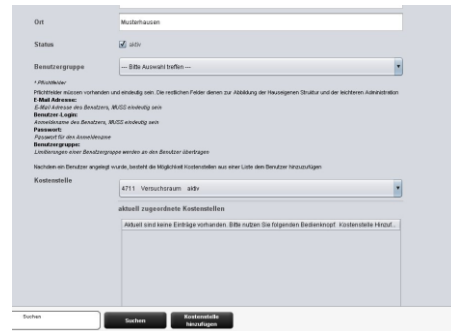 Ort
Musterhausen
Status
aktiv
Benutzergruppe
--- Bitte Auswahl treffen ---
* Pflichtfelder
Pflichtfelder müssen vorhanden und eindeutig sein. Die restlichen Felder dienen zur Abbildung der Hauseigenen Struktur und der leichteren Administration
E-Mail Adresse:
E-Mail Adresse des Benutzers, MUSS eindeutig sein
Benutzer-Login:
Anmeldename des Benutzers, MUSS eindeutig sein
Passwort:
Passwort für den Anmeldename
Benutzergruppe:
Limitierungen einer Benutzergruppe werden an den Benutzer übertragen
Nachdem ein Benutzer angelegt wurde, besteht die Möglichkeit Kostenstellen aus einer Liste dem Benutzer hinzuzufügen
Kostenstelle
4711 Versuchsraum aktiv
aktuell zugeordnete Kostenstellen
Aktuell sind keine Einträge vorhanden. Bitte nutzen Sie folgenden Bedienknopf: Kostenstelle Hinzuf...
Suchen
Suchen
Kostenstelle
hinzufügen